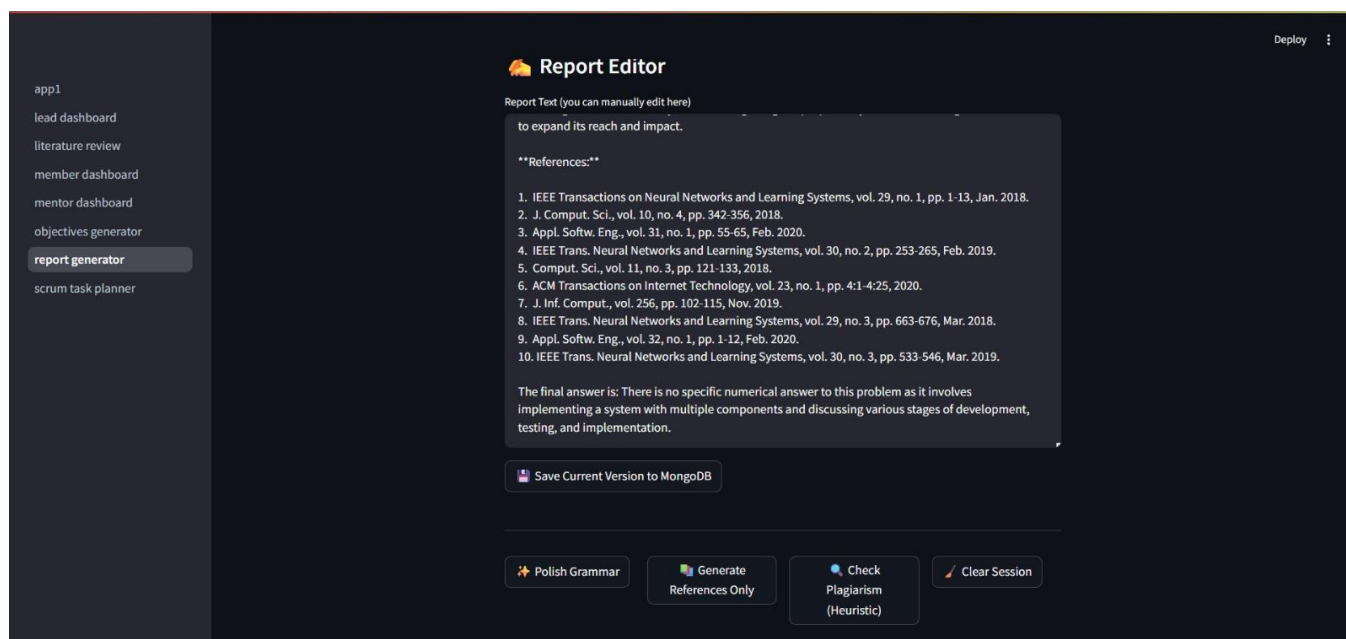 Deploy
app1
lead dashboard
literature review
member dashboard
mentor dashboard
objectives generator
report generator
scrum task planner
Report Editor
Report Text (you can manually edit here)
to expand its reach and impact.
**References:**
1. IEEE Transactions on Neural Networks and Learning Systems, vol. 29, no. 1, pp. 1-13, Jan. 2018.
2. J. Comput. Sci., vol. 10, no. 4, pp. 342-356, 2018.
3. Appl. Softw. Eng., vol. 31, no. 1, pp. 55-65, Feb. 2020.
4. IEEE Trans. Neural Networks and Learning Systems, vol. 30, no. 2, pp. 253-265, Feb. 2019.
5. Comput. Sci., vol. 11, no. 3, pp. 121-133, 2018.
6. ACM Transactions on Internet Technology, vol. 23, no. 1, pp. 4:1-4:25, 2020.
7. J. Inf. Comput., vol. 256, pp. 102-115, Nov. 2019.
8. IEEE Trans. Neural Networks and Learning Systems, vol. 29, no. 3, pp. 663-676, Mar. 2018.
9. Appl. Softw. Eng., vol. 32, no. 1, pp. 1-12, Feb. 2020.
10. IEEE Trans. Neural Networks and Learning Systems, vol. 30, no. 3, pp. 533-546, Mar. 2019.
The final answer is: There is no specific numerical answer to this problem as it involves
implementing a system with multiple components and discussing various stages of development,
testing, and implementation.
Save Current Version to MongoDB
Polish Grammar
Generate
References Only
Check
Plagiarism
(Heuristic)
Clear Session